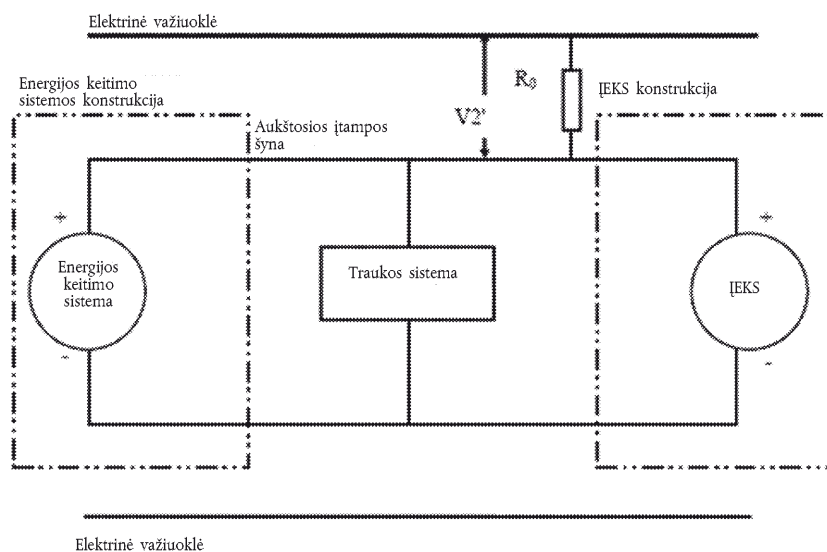 Elektrinė važiuoklė
Energijos keitimo
sistemos konstrukcija
R₀
ĮEKS konstrukcija
V2'
Aukštosios įtampos
šyna
+
+
Energijos
keitimo
sistema
Traukos sistema
ĮEKS
-
-
Elektrinė važiuoklė